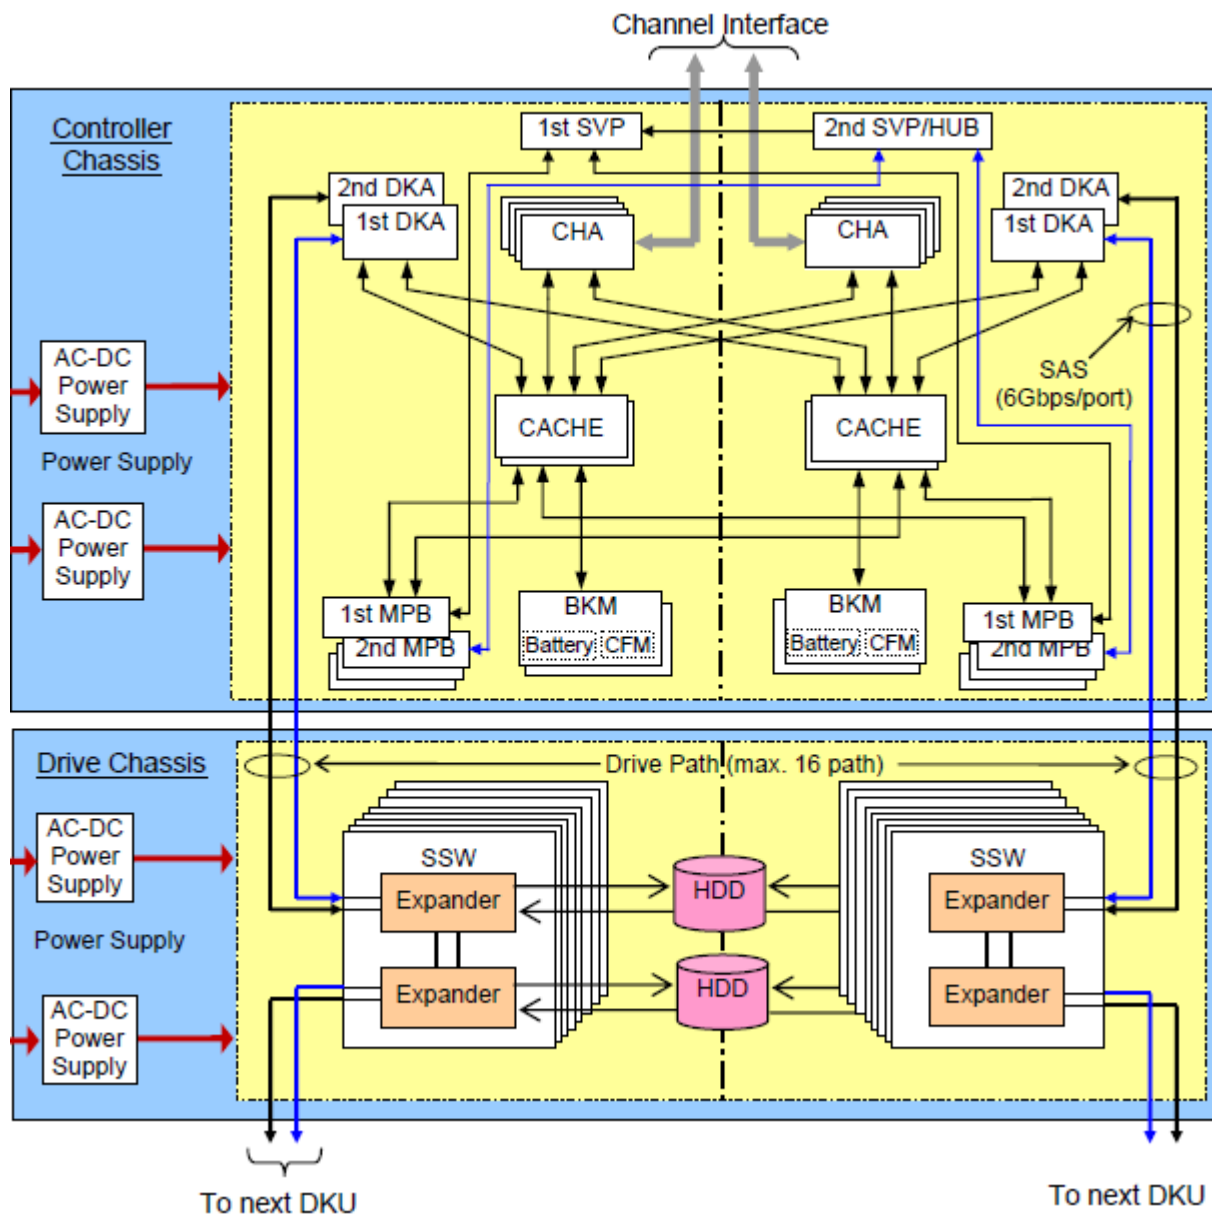 Channel Interface
Controller
Chassis
1st SVP
2nd SVP/HUB
2nd DKA
1st DKA
CHA
CHA
2nd DKA
1st DKA
SAS
(6Gbps/port)
AC-DC
Power
Supply
Power Supply
AC-DC
Power
Supply
CACHE
CACHE
1st MPB
2nd MPB
BKM
Battery
CFM
BKM
Battery
CFM
1st MPB
2nd MPB
Drive Chassis
Drive Path (max. 16 path)
AC-DC
Power
Supply
Power Supply
AC-DC
Power
Supply
SSW
Expander
Expander
HDD
HDD
SSW
Expander
Expander
To next DKU
To next DKU